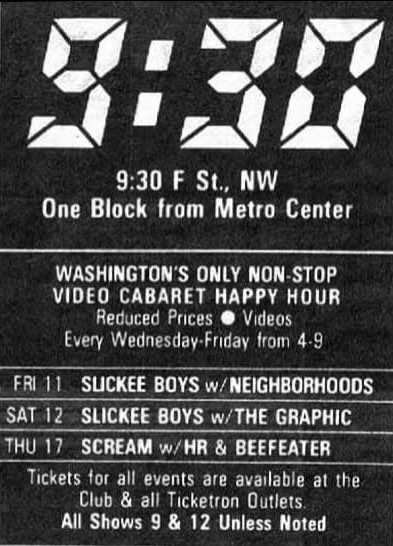 9:30
9:30 F St., NW
One Block from Metro Center
WASHINGTON'S ONLY NON-STOP
VIDEO CABARET HAPPY HOUR
Reduced Prices ● Videos
Every Wednesday-Friday from 4-9
FRI 11 SLICKEE BOYS w/NEIGHBORHOODS
SAT 12 SLICKEE BOYS w/THE GRAPHIC
THU 17 SCREAM w/HR & BEEFEATER
Tickets for all events are available at the
Club & all Ticketron Outlets.
All Shows 9 & 12 Unless Noted